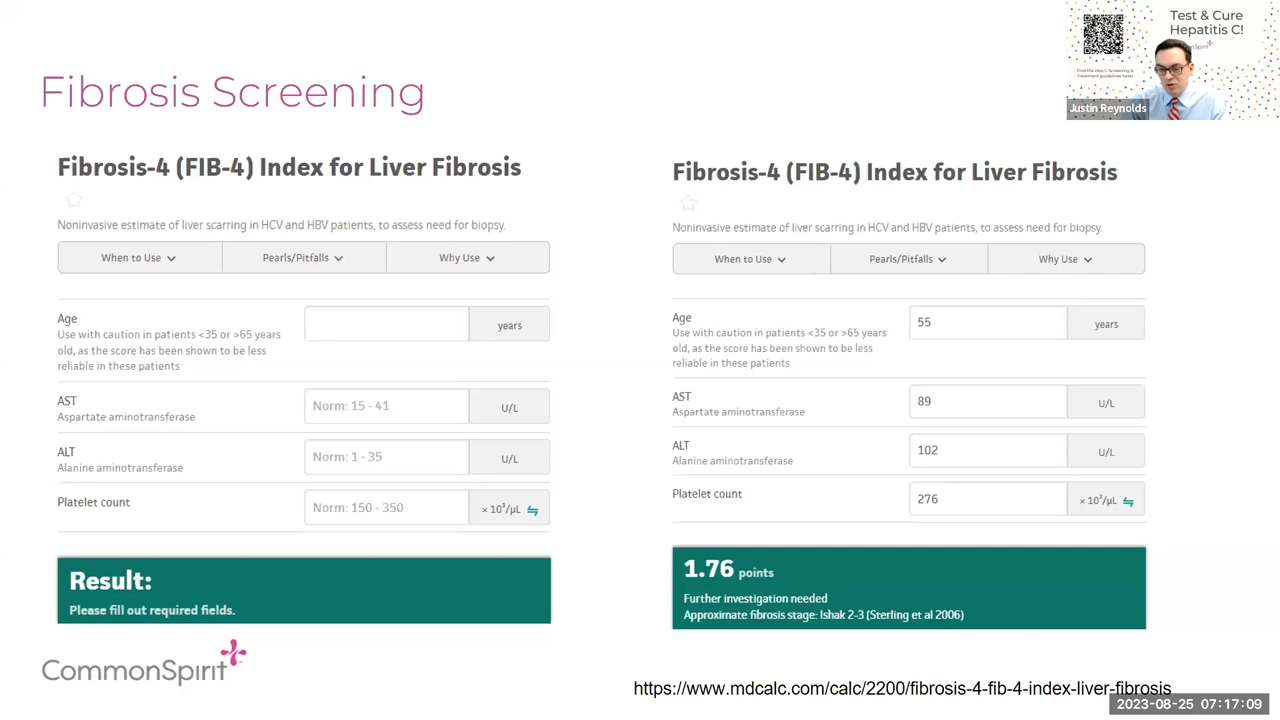 Test & Cure
Hepatitis C!
Justin Reynolds
Fibrosis Screening
Fibrosis-4 (FIB-4) Index for Liver Fibrosis
Noninvasive estimate of liver scarring in HCV and HBV patients, to assess need for biopsy.
When to Use
Pearls/Pitfalls
Why Use
Age
Use with caution in patients <35 or >65 years
old, as the score has been shown to be less
reliable in these patients
years
AST
Aspartate aminotransferase
Norm: 15 - 41
U/L
ALT
Alanine aminotransferase
Norm: 1 - 35
U/L
Platelet count
Norm: 150 - 350
× 10³/µL
Result:
Please fill out required fields.
Fibrosis-4 (FIB-4) Index for Liver Fibrosis
Noninvasive estimate of liver scarring in HCV and HBV patients, to assess need for biopsy.
When to Use
Pearls/Pitfalls
Why Use
Age
Use with caution in patients <35 or >65 years
old, as the score has been shown to be less
reliable in these patients
55
years
AST
Aspartate aminotransferase
89
U/L
ALT
Alanine aminotransferase
102
U/L
Platelet count
276
× 10³/µL
1.76 points
Further investigation needed
Approximate fibrosis stage: Ishak 2-3 (Sterling et al 2006)
CommonSpirit
https://www.mdcalc.com/calc/2200/fibrosis-4-fib-4-index-liver-fibrosis
2023-08-25 07:17:09